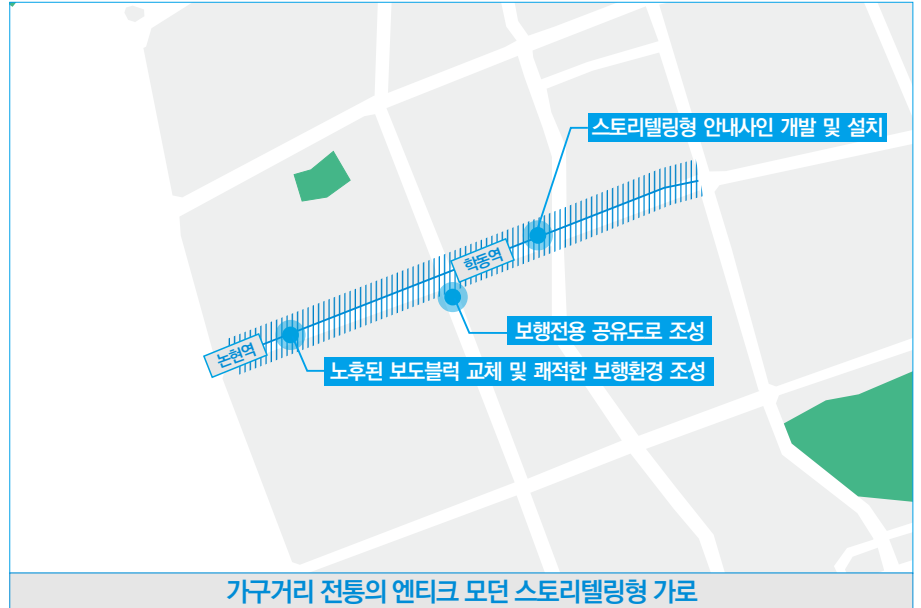 스토리텔링형 안내사인 개발 및 설치
학동역
보행전용 공유도로 조성
논현역
노후된 보도블럭 교체 및 쾌적한 보행환경 조성
가구거리 전통의 엔티크 모던 스토리텔링형 가로